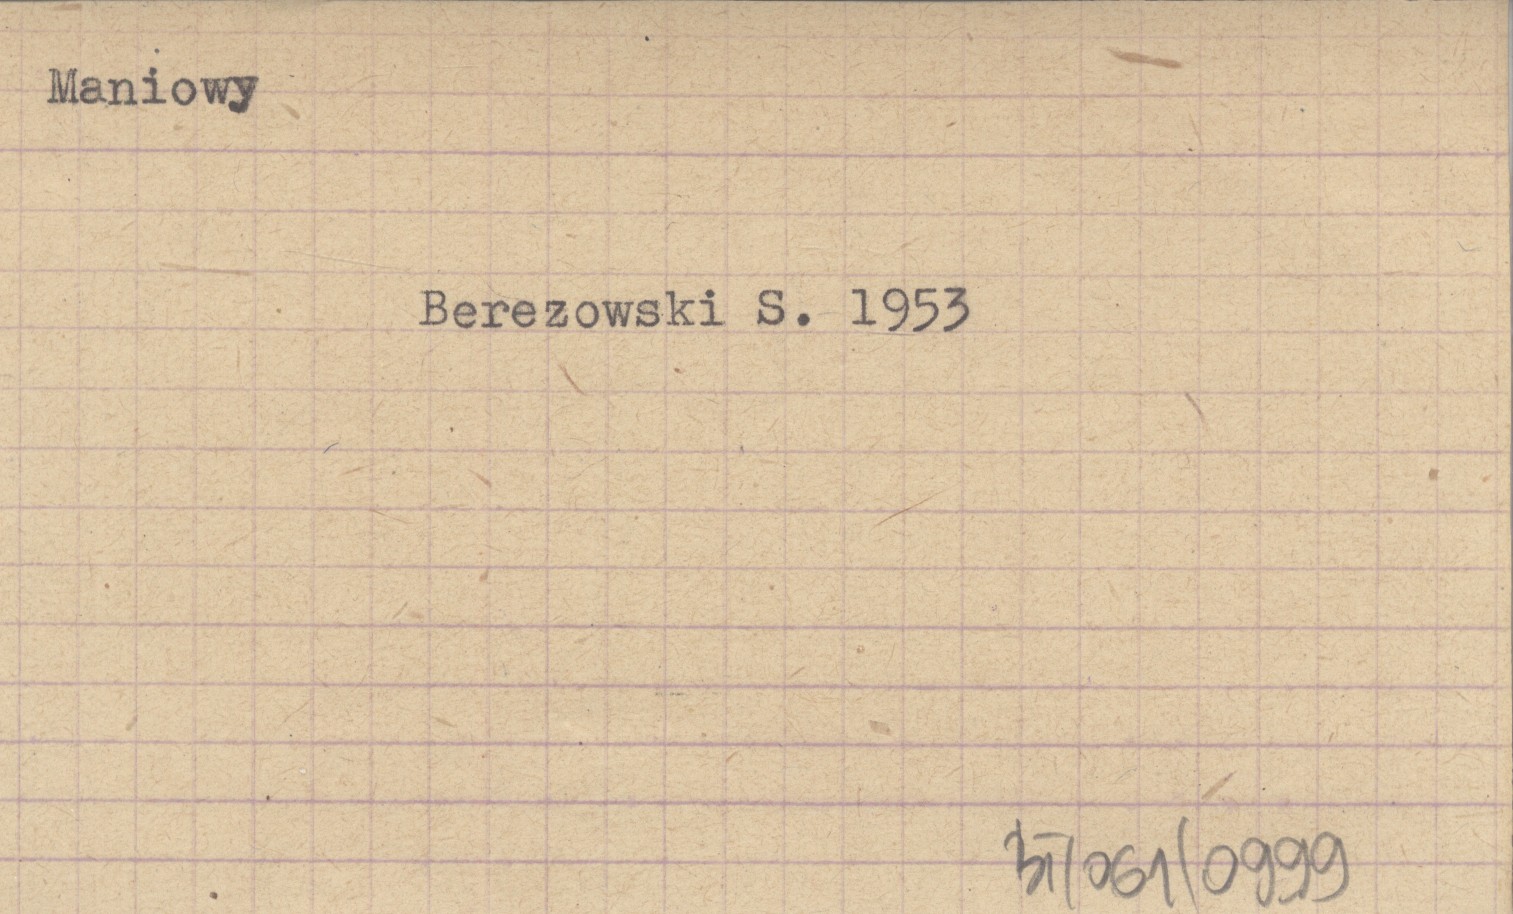 Maniowy
Berezowski S. 1953
BI/061/0999